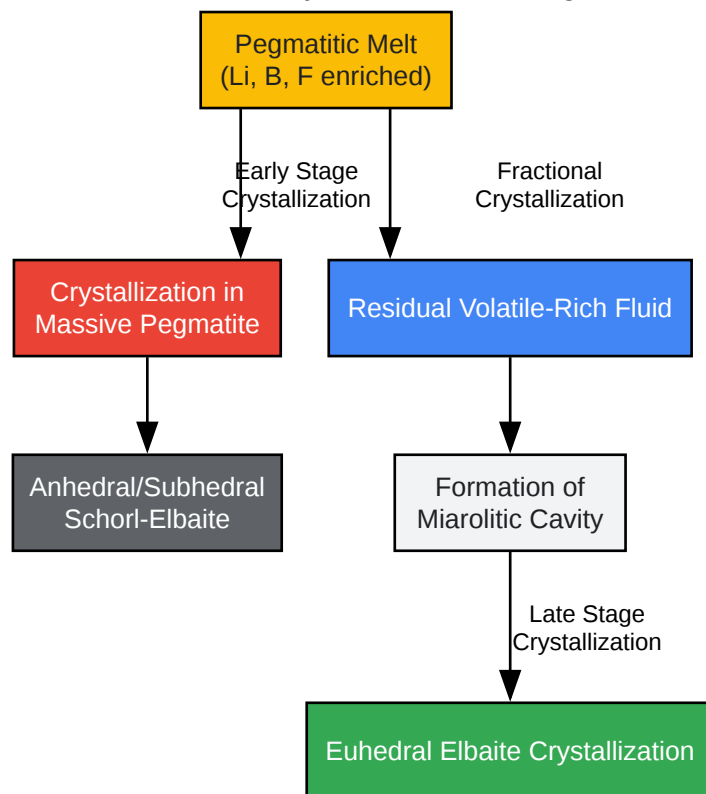 Pegmatitic Melt
(Li, B, F enriched)
Early Stage
Crystallization
Fractional
Crystallization
Crystallization in
Massive Pegmatite
Residual Volatile-Rich Fluid
Anhedral/Subhedral
Schorl-Elbaite
Formation of
Miarolitic Cavity
Late Stage
Crystallization
Euhedral Elbaite Crystallization